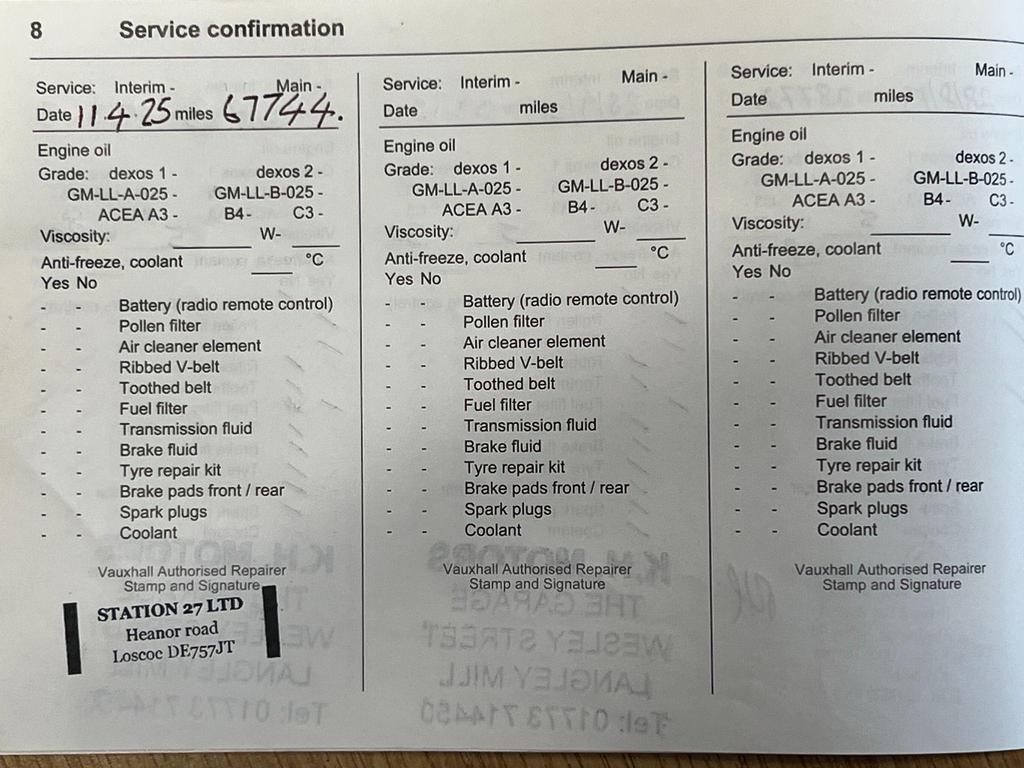 8 Service confirmation
Service: Interim - Main -
Date 11.4.25 miles 67744.
Engine oil
Grade: dexos 1 - dexos 2 -
GM-LL-A-025 - GM-LL-B-025 -
ACEA A3 - B4 - C3 -
Viscosity: W-
Anti-freeze, coolant °C
Yes No
- - Battery (radio remote control)
- - Pollen filter
- - Air cleaner element
- - Ribbed V-belt
- - Toothed belt
- - Fuel filter
- - Transmission fluid
- - Brake fluid
- - Tyre repair kit
- - Brake pads front / rear
- - Spark plugs
- - Coolant
Vauxhall Authorised Repairer
Stamp and Signature
STATION 27 LTD
Heanor road
Loscoc DE757JT
Service: Interim - Main -
Date miles
Engine oil
Grade: dexos 1 - dexos 2 -
GM-LL-A-025 - GM-LL-B-025 -
ACEA A3 - B4 - C3 -
Viscosity: W-
Anti-freeze, coolant °C
Yes No
- - Battery (radio remote control)
- - Pollen filter
- - Air cleaner element
- - Ribbed V-belt
- - Toothed belt
- - Fuel filter
- - Transmission fluid
- - Brake fluid
- - Tyre repair kit
- - Brake pads front / rear
- - Spark plugs
- - Coolant
Vauxhall Authorised Repairer
Stamp and Signature
Service: Interim - Main -
Date miles
Engine oil
Grade: dexos 1 - dexos 2 -
GM-LL-A-025 - GM-LL-B-025 -
ACEA A3 - B4 - C3 -
Viscosity: W-
Anti-freeze, coolant °C
Yes No
- - Battery (radio remote control)
- - Pollen filter
- - Air cleaner element
- - Ribbed V-belt
- - Toothed belt
- - Fuel filter
- - Transmission fluid
- - Brake fluid
- - Tyre repair kit
- - Brake pads front / rear
- - Spark plugs
- - Coolant
Vauxhall Authorised Repairer
Stamp and Signature